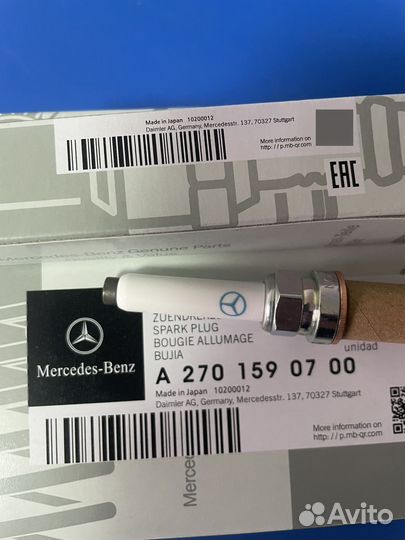 Made in Japan 10200012
Daimler AG, Germany, Mercedesstr. 137, 70327 Stuttgart
More information on
http://p.mb-qr.com
EAC
Mercedes-Benz Genuine Parts
Value.
SPARK PLUG
BOUGIE ALLUMAGE
BUJIA
unidad
Mercedes-Benz
A 270 159 07 00
Made in Japan 10200012
Daimler AG, Germany, Mercedesstr. 137, 70327 Stuttgart
More information on
http://p.mb-qr.com
Merced
Avito